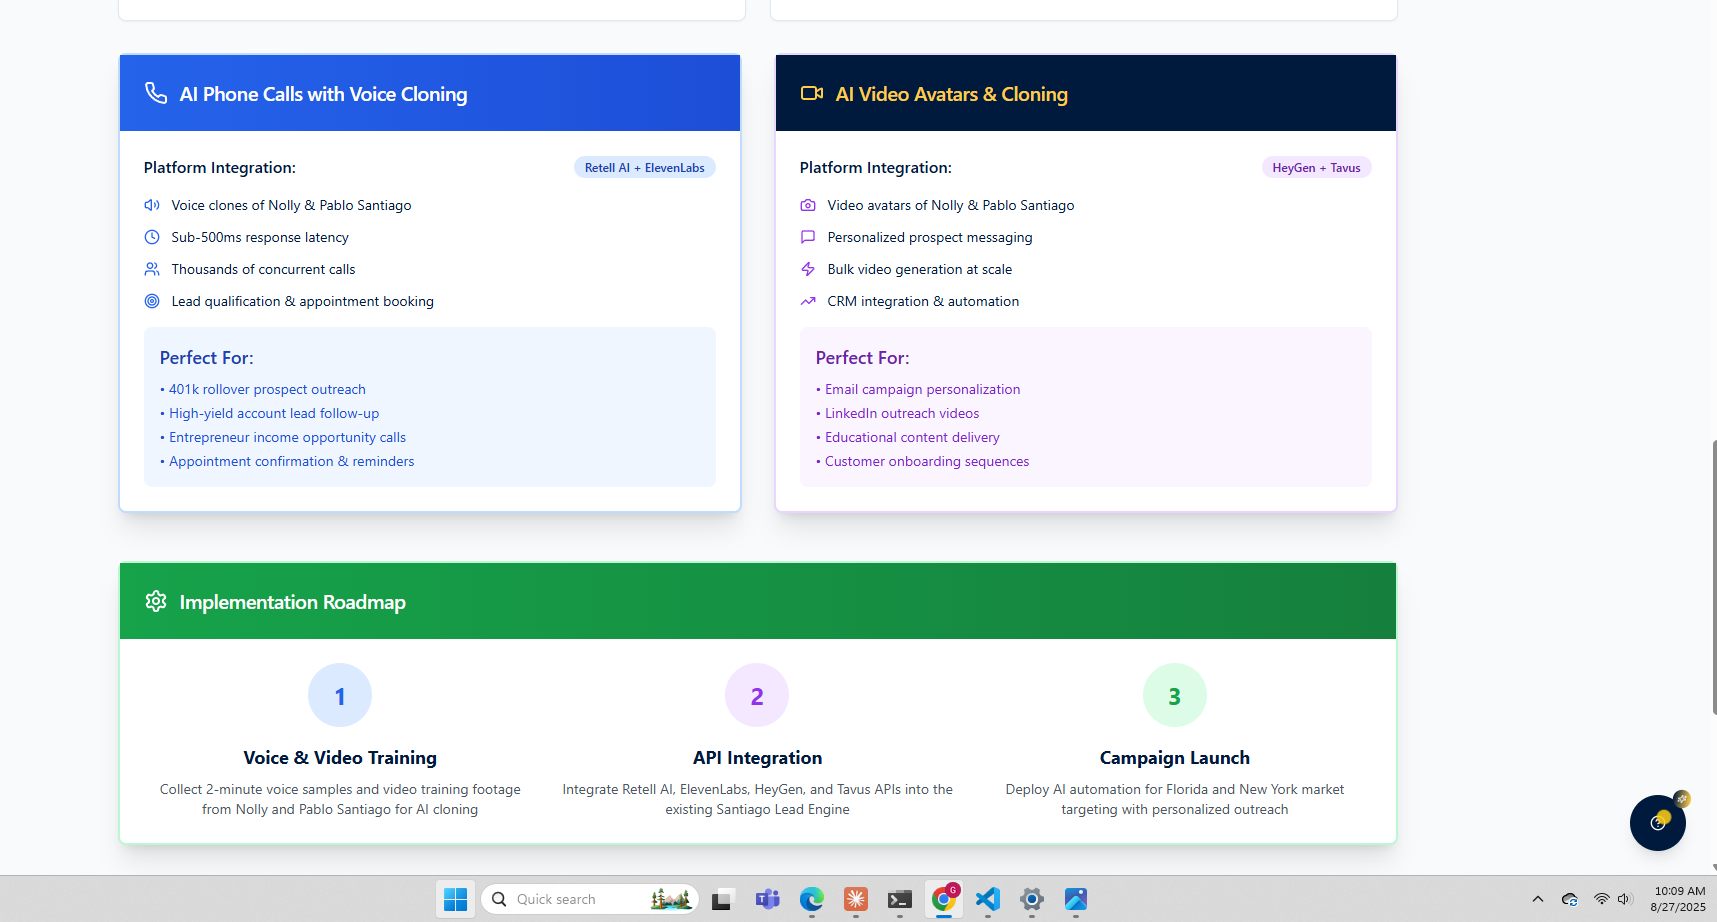 AI Phone Calls with Voice Cloning
Platform Integration:
Retell AI + ElevenLabs
Voice clones of Nolly & Pablo Santiago
Sub-500ms response latency
Thousands of concurrent calls
Lead qualification & appointment booking
Perfect For:
• 401k rollover prospect outreach
• High-yield account lead follow-up
• Entrepreneur income opportunity calls
• Appointment confirmation & reminders
AI Video Avatars & Cloning
Platform Integration:
HeyGen + Tavus
Video avatars of Nolly & Pablo Santiago
Personalized prospect messaging
Bulk video generation at scale
CRM integration & automation
Perfect For:
• Email campaign personalization
• LinkedIn outreach videos
• Educational content delivery
• Customer onboarding sequences
Implementation Roadmap
1
Voice & Video Training
Collect 2-minute voice samples and video training footage
from Nolly and Pablo Santiago for AI cloning
2
API Integration
Integrate Retell AI, ElevenLabs, HeyGen, and Tavus APIs into the
existing Santiago Lead Engine
3
Campaign Launch
Deploy AI automation for Florida and New York market
targeting with personalized outreach
Quick search
G
10:09 AM
8/27/2025